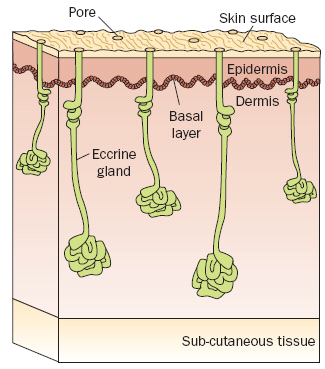 Pore
Skin surface
Epidermis
Dermis
Basal
layer
Eccrine
gland
Sub-cutaneous tissue